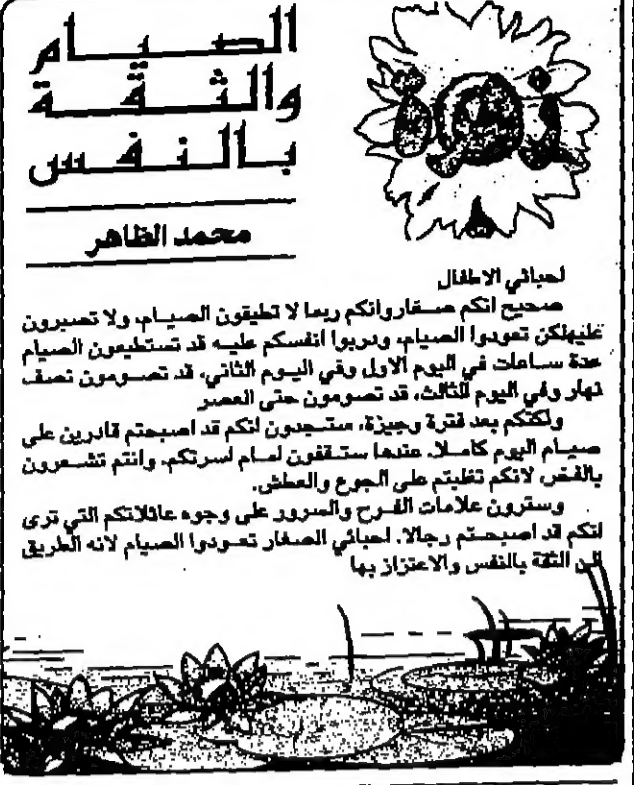 الصيام
والثقة
بالنفس
محمد الظاهر
احبائي الاطفال
صحيح انكم صغار وانكم ربما لا تطيقون الصيام، ولا تصبرون
عليه لكن تعودوا الصيام، ودربوا انفسكم عليه قد تستطيعون الصيام
عدة ساعات في اليوم الاول وفي اليوم الثاني، قد تصومون نصف
نهار وفي اليوم الثالث، قد تصومون حتى العصر
ولكنكم بعد فترة وجيزة، ستجدون انكم قد اصبحتم قادرين على
صيام اليوم كاملا. عندها ستقفون امام اسرتكم، وانتم تشعرون
بالفخر لانكم تغلبتم على الجوع والعطش.
وسترون علامات الفرح والسرور على وجوه عائلاتكم التي ترى
انكم قد اصبحتم رجالا. احبائي الصغار تعودوا الصيام لانه الطريق
الى الثقة بالنفس والاعتزاز بها